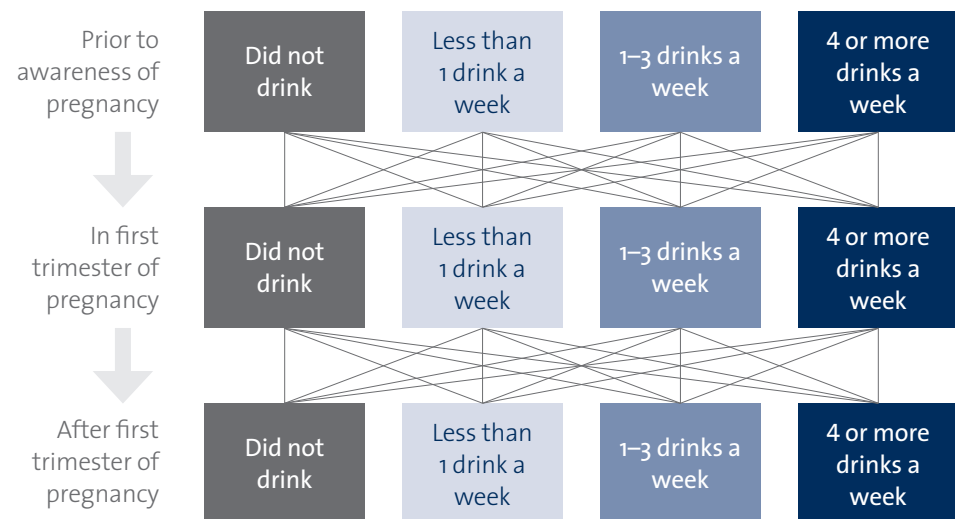 Prior to
awareness of
pregnancy
Did not
drink
Less than
1 drink a
week
1–3 drinks a
week
4 or more
drinks a
week
In first
trimester of
pregnancy
Did not
drink
Less than
1 drink a
week
1–3 drinks a
week
4 or more
drinks a
week
After first
trimester of
pregnancy
Did not
drink
Less than
1 drink a
week
1–3 drinks a
week
4 or more
drinks a
week